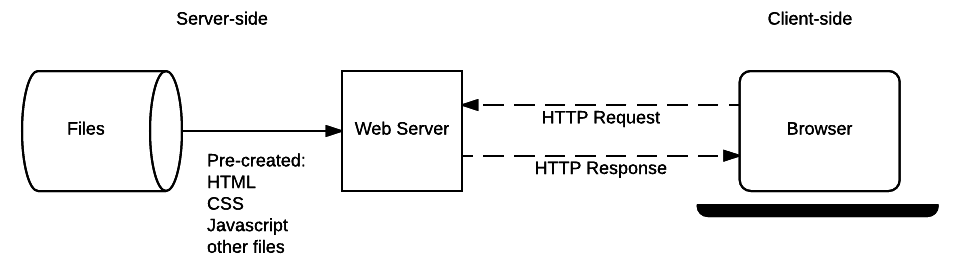 Server-side
Client-side
Files
Web Server
HTTP Request
HTTP Response
Browser
Pre-created:
HTML
CSS
Javascript
other files